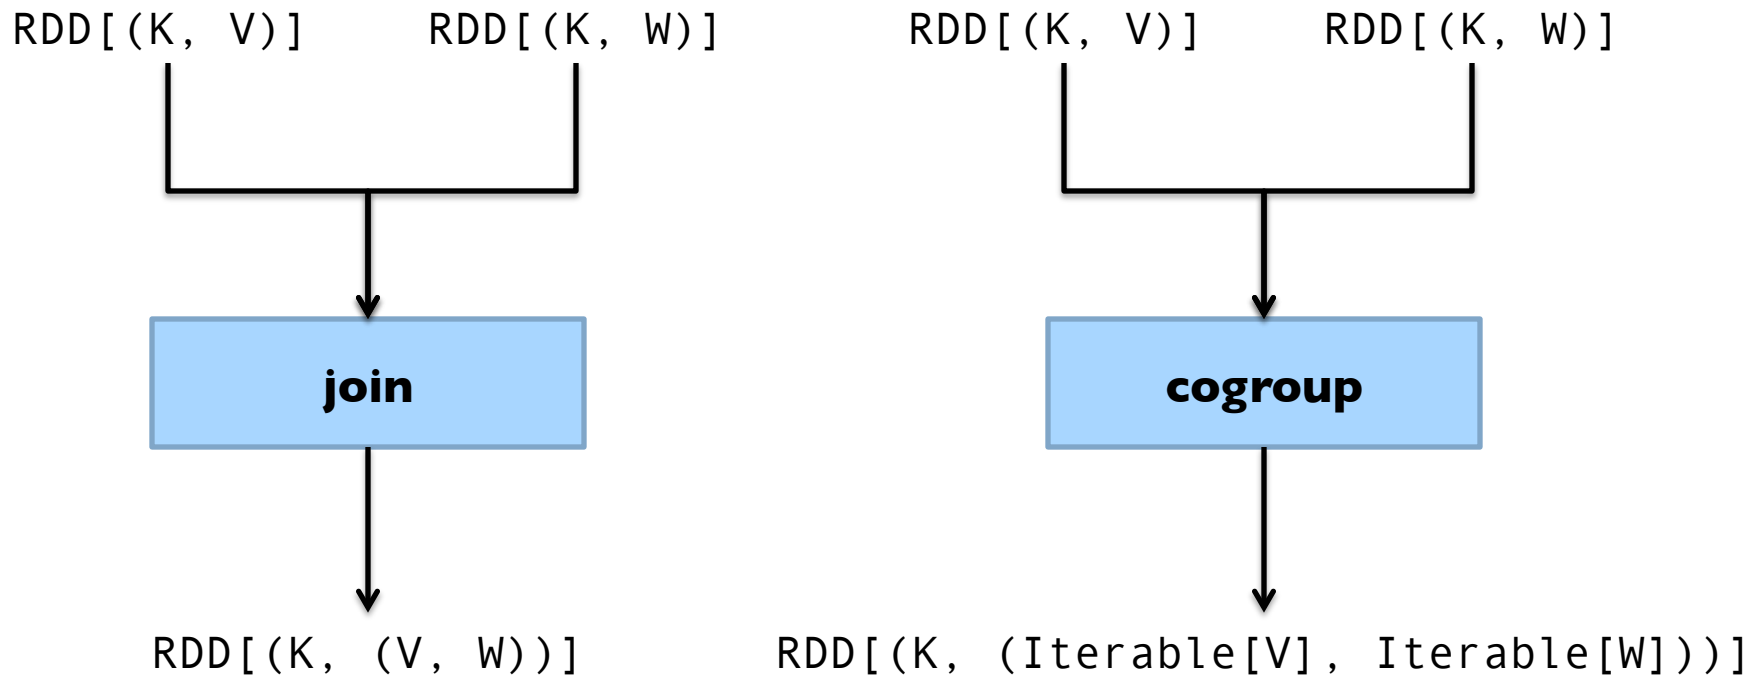 RDD[(K, V)] RDD[(K, W)] RDD[(K, V)] RDD[(K, W)]
join cogroup
RDD[(K, (V, W))] RDD[(K, (Iterable[V], Iterable[W]))]